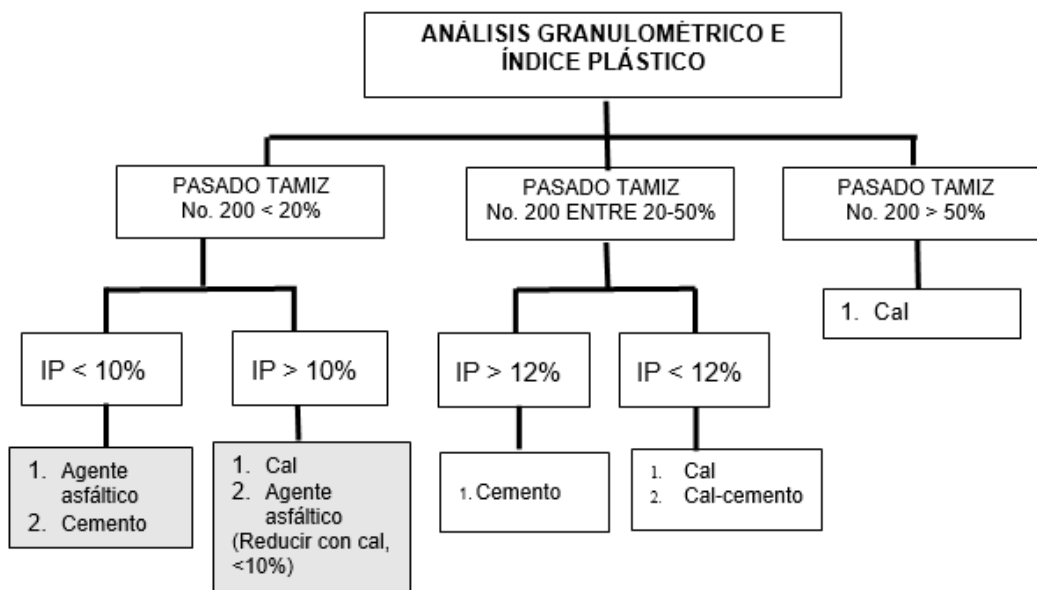 ANÁLISIS GRANULOMÉTRICO E
ÍNDICE PLÁSTICO
PASADO TAMIZ
No. 200 < 20%
PASADO TAMIZ
No. 200 ENTRE 20-50%
PASADO TAMIZ
No. 200 > 50%
1. Cal
IP < 10%
IP > 10%
IP > 12%
IP < 12%
1. Agente
asfáltico
2. Cemento
1. Cal
2. Agente
asfáltico
(Reducir con cal,
<10%)
1. Cemento
1. Cal
2. Cal-cemento